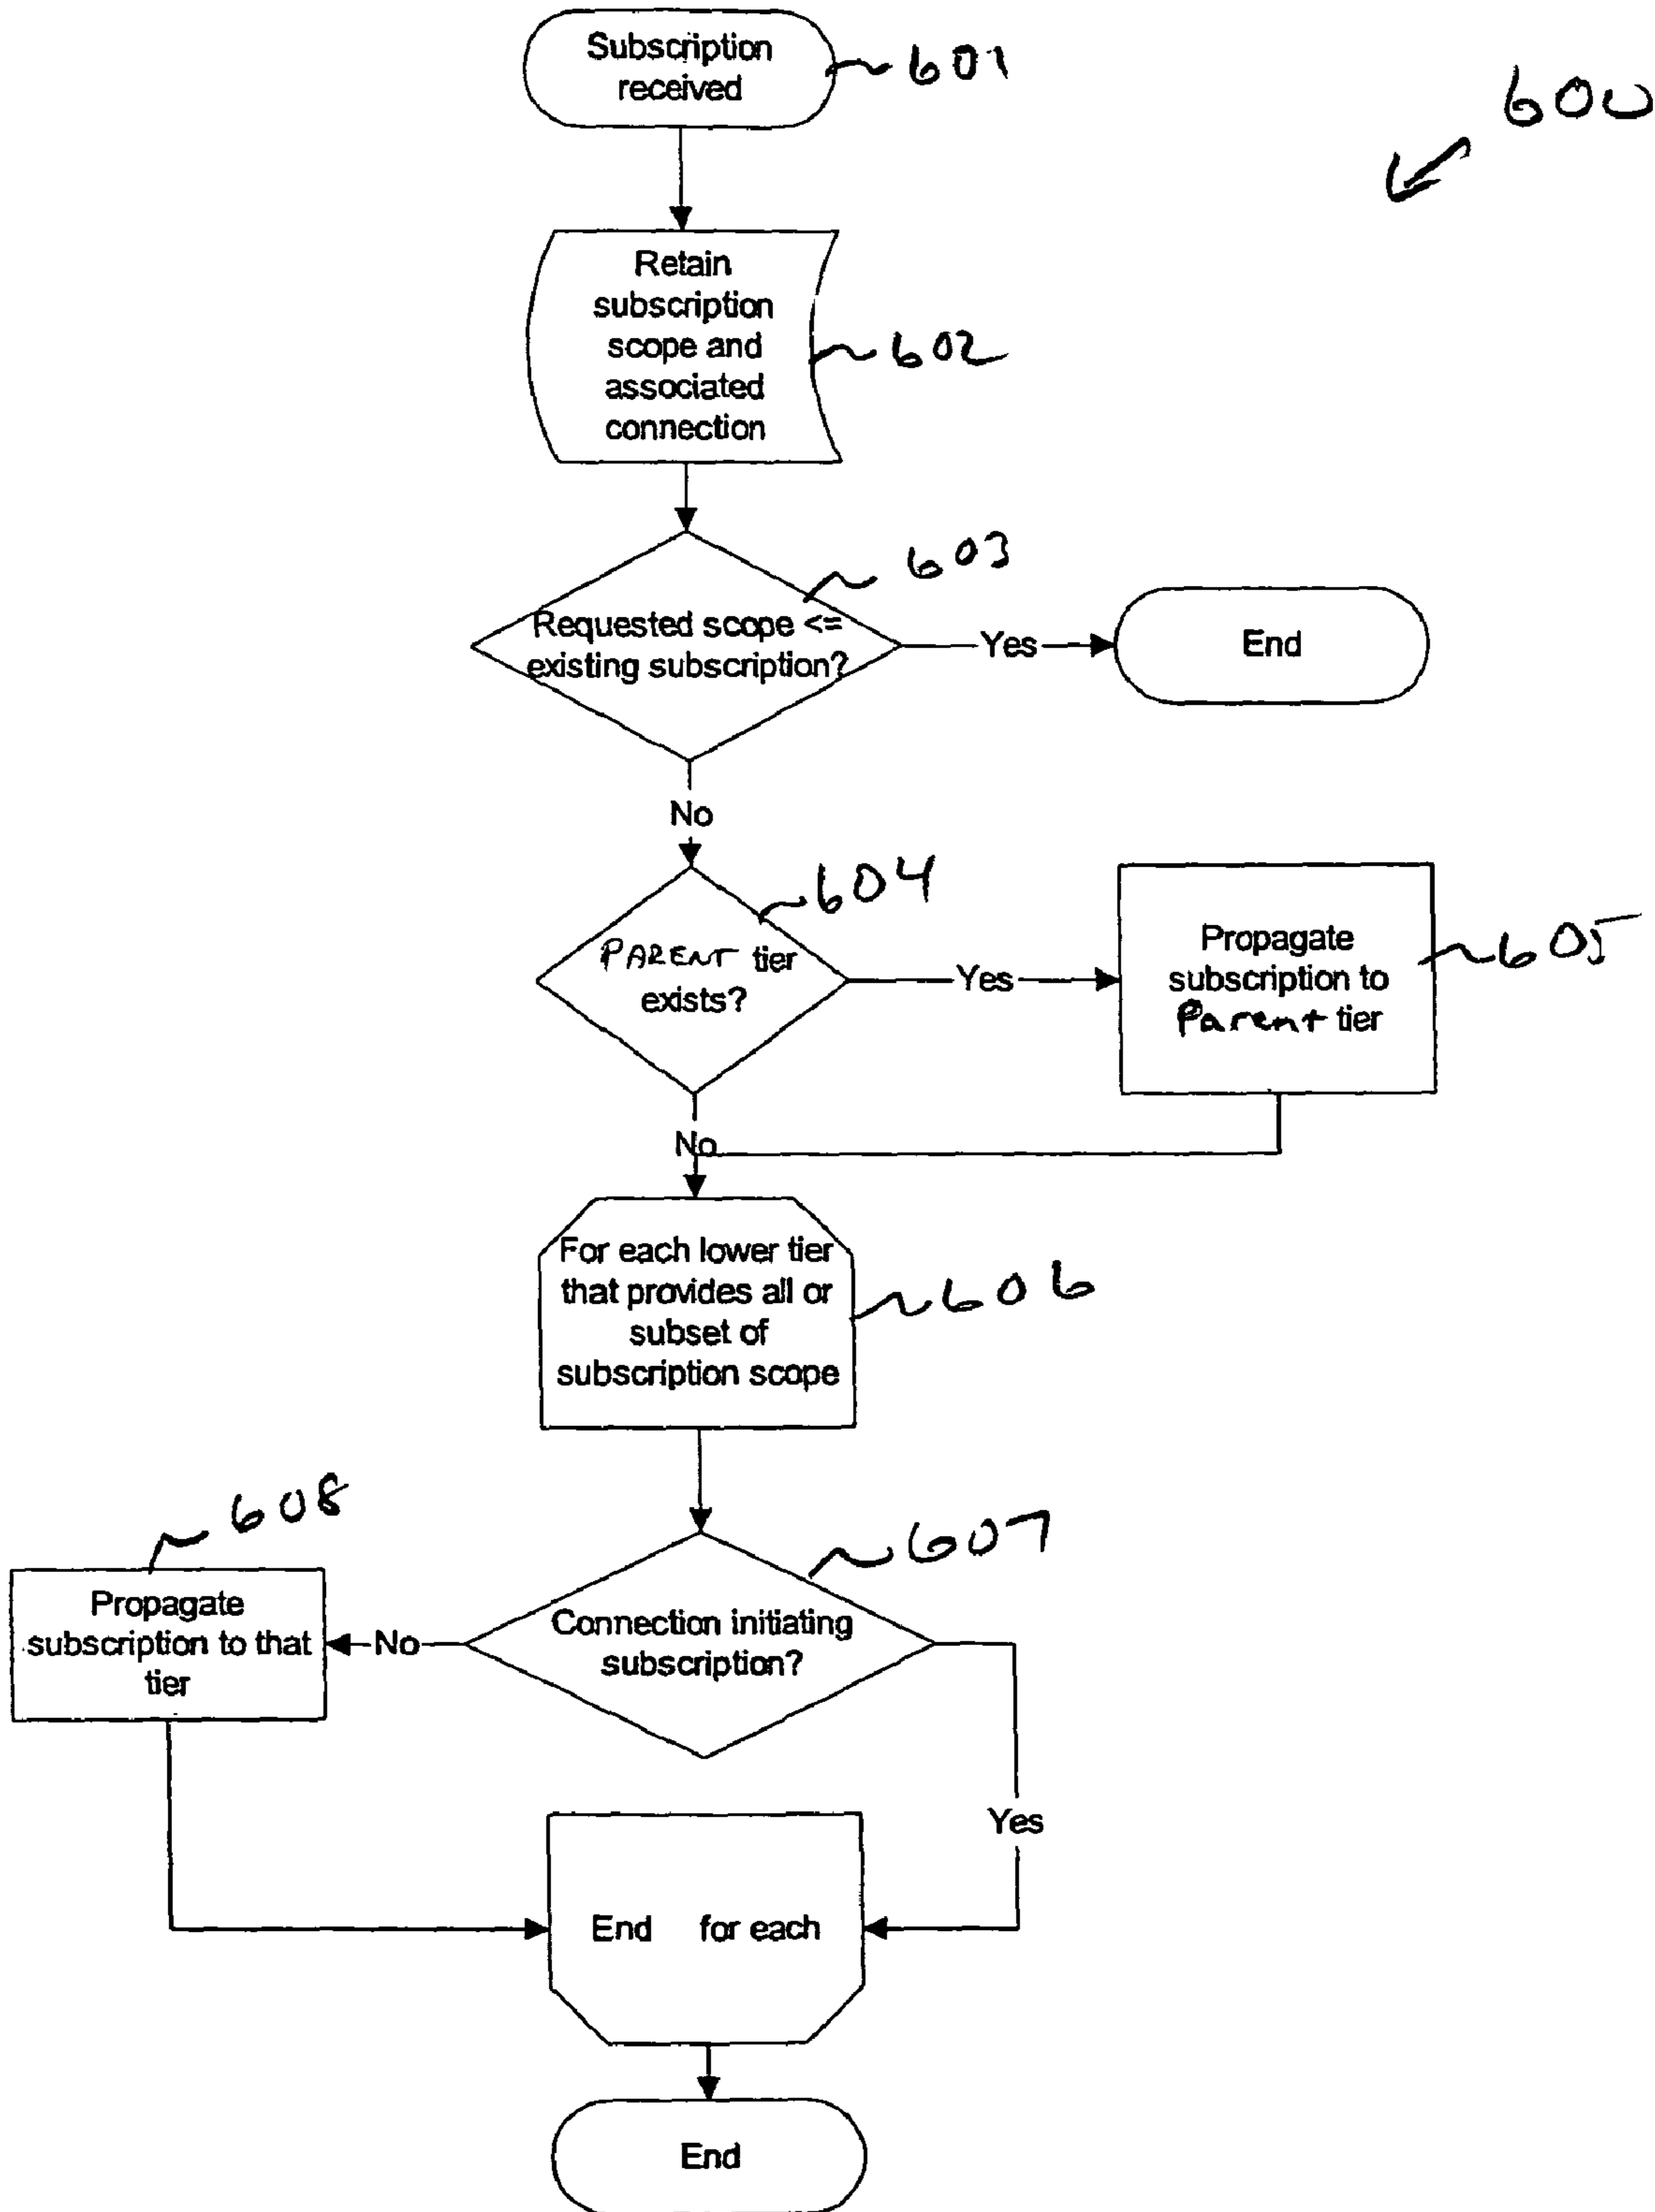 Subscription
received
601
600
Retain
subscription
scope and
associated
connection
602
603
Requested scope <=
existing subscription?
Yes
End
No
604
PARENT tier
exists?
Yes
Propagate
subscription to
Parent tier
605
No
For each lower tier
that provides all or
subset of
subscription scope
606
608
607
Propagate
subscription to that
tier
No
Connection initiating
subscription?
Yes
End for each
End